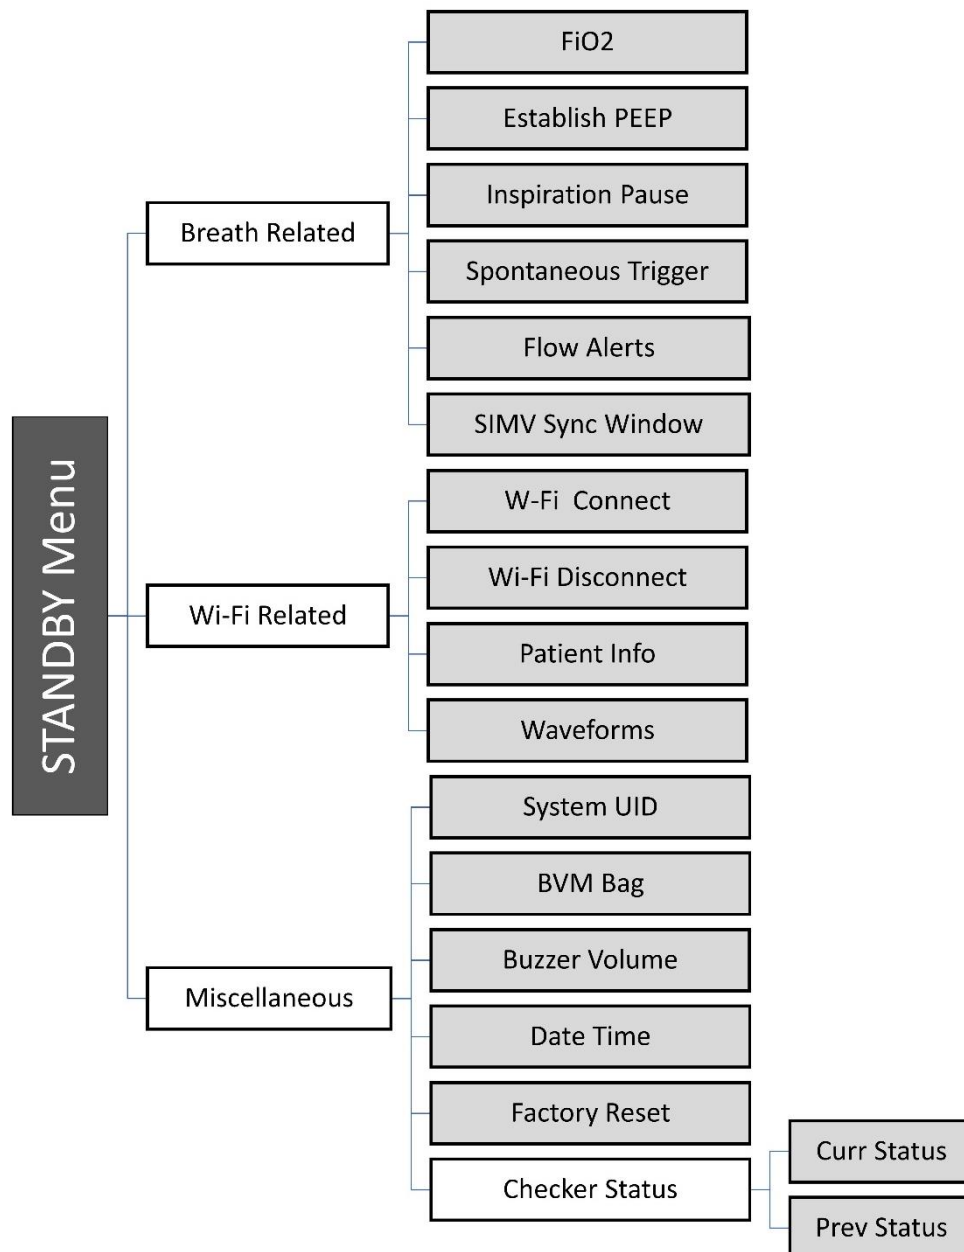 STANDBY Menu
Breath Related
FiO2
Establish PEEP
Inspiration Pause
Spontaneous Trigger
Flow Alerts
SIMV Sync Window
Wi-Fi Related
W-Fi  Connect
Wi-Fi Disconnect
Patient Info
Waveforms
Miscellaneous
System UID
BVM Bag
Buzzer Volume
Date Time
Factory Reset
Checker Status
Curr Status
Prev Status